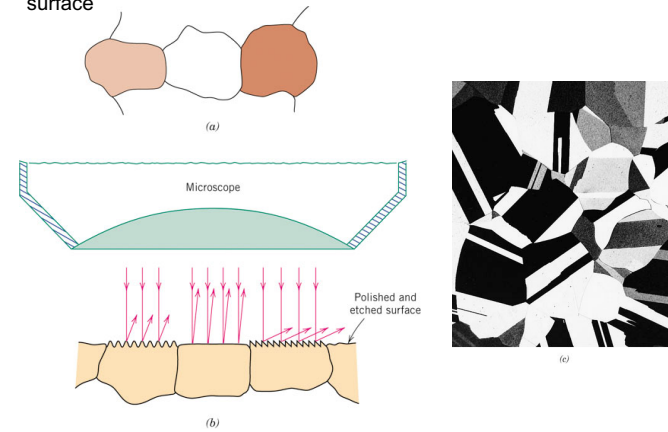 surface
(a)
Microscope
Polished and
etched surface
(b)
(c)